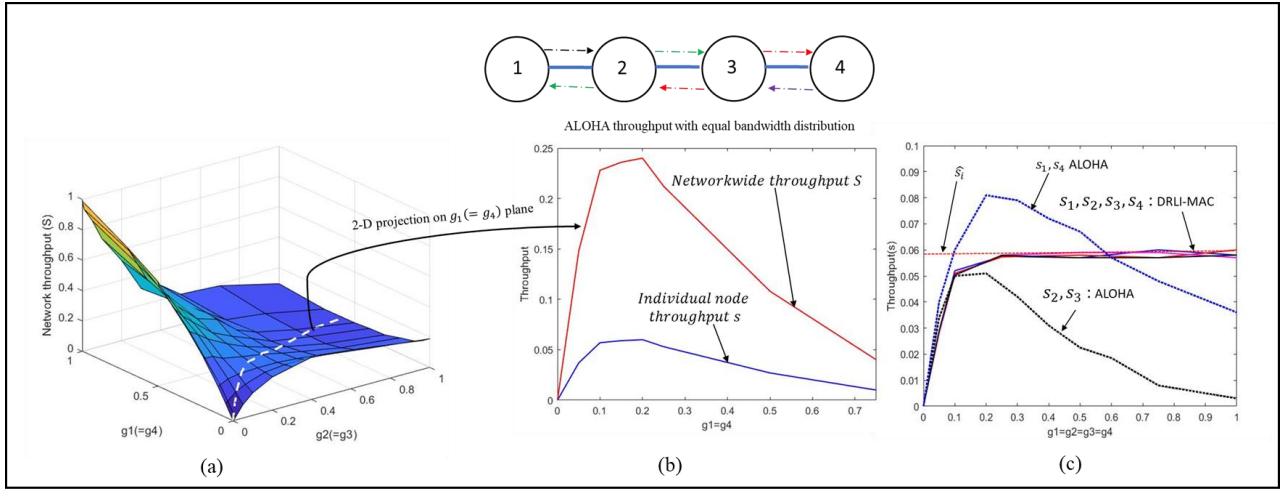 1 2 3 4
ALOHA throughput with equal bandwidth distribution
Network throughput (S)
1
0.8
0.6
0.4
0.2
0
1
0.5
0
g1(=g4)
0
0.2
0.4
0.6
0.8
1
g2(=g3)
(a)
2-D projection on g₁(= g₄) plane
Throughput
0.25
0.2
0.15
0.1
0.05
0
0 0.1 0.2 0.3 0.4 0.5 0.6 0.7
g1=g4
Networkwide throughput S
Individual node
throughput s
(b)
Throughput(s)
0.1
0.09
0.08
0.07
0.06
0.05
0.04
0.03
0.02
0.01
0
0 0.1 0.2 0.3 0.4 0.5 0.6 0.7 0.8 0.9 1
g1=g2=g3=g4
ŝᵢ
s₁, s₄ ALOHA
s₁, s₂, s₃, s₄ : DRLI-MAC
s₂, s₃ : ALOHA
(c)